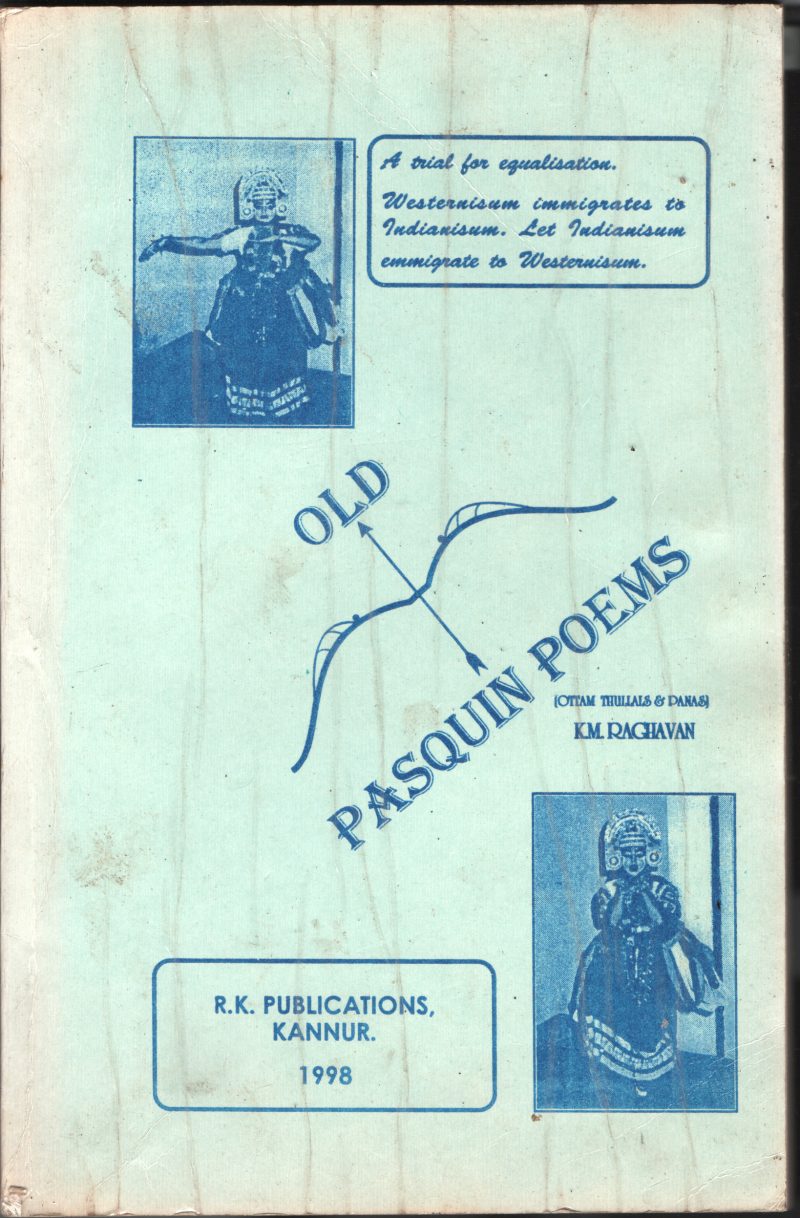 A trial for equalisation.
Westernisum immigrates to
Indianisum. Let Indianisum
emmigrate to Westernisum.
OLD
PASQUIN POEMS
(OTTAM THULLALS & PANAS)
K.M. RAGHAVAN
R.K. PUBLICATIONS,
KANNUR.
1998